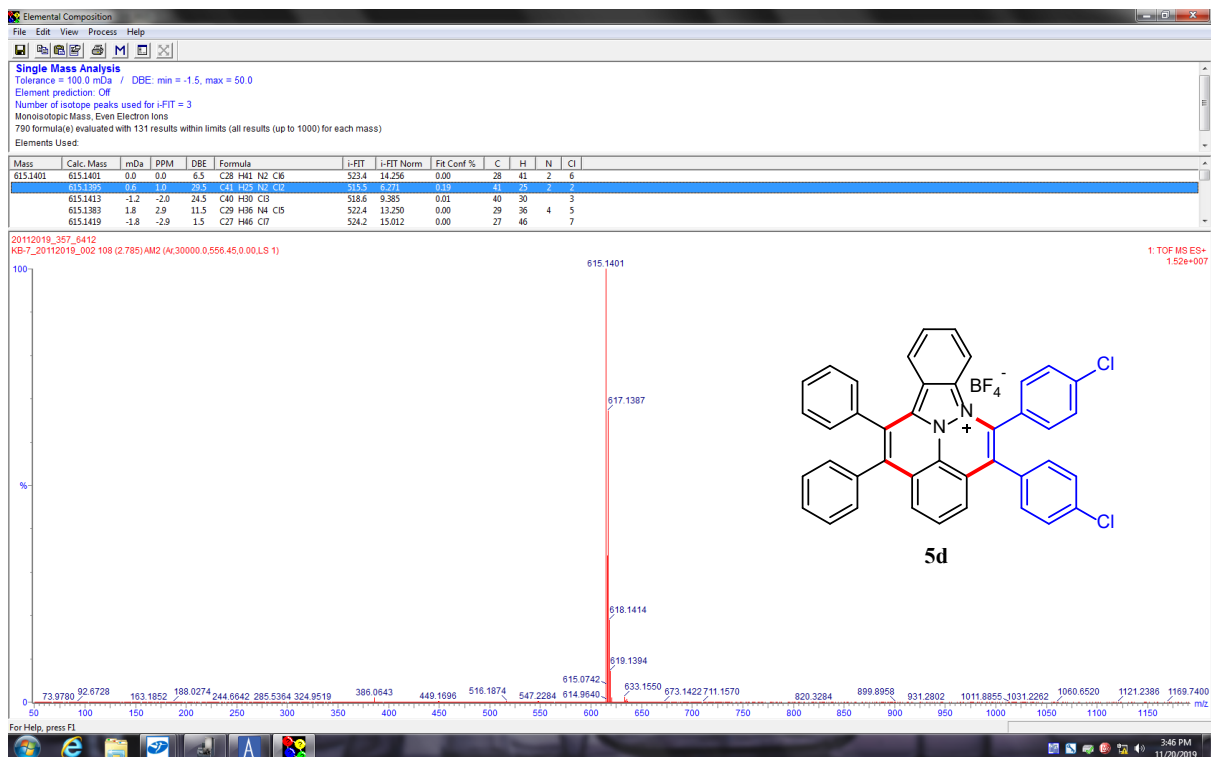 Elemental Composition
File Edit View Process Help
Single Mass Analysis
Tolerance = 100.0 mDa / DBE: min = -1.5, max = 50.0
Element prediction: Off
Number of isotope peaks used for i-FIT = 3
Monoisotopic Mass, Even Electron Ions
790 formula(e) evaluated with 131 results within limits (all results (up to 1000) for each mass)
Elements Used:
Mass Calc. Mass mDa PPM DBE Formula i-FIT i-FIT Norm Fit Conf % C H N Cl
615.1401 615.1401 0.0 0.0 6.5 C28 H41 N2 Cl6 523.4 14.256 0.00 28 41 2 6
615.1395 0.6 1.0 29.5 C41 H25 N2 Cl2 515.5 6.271 0.19 41 25 2 2
615.1413 -1.2 -2.0 24.5 C40 H30 Cl3 518.6 9.385 0.01 40 30 3
615.1383 1.8 2.9 11.5 C29 H36 N4 Cl5 522.4 13.250 0.00 29 36 4 5
615.1419 -1.8 -2.9 1.5 C27 H46 Cl7 524.2 15.012 0.00 27 46 7
20112019_357_6412
KB-7_20112019_002 108 (2.785) AM2 (Ar,30000.0,556.45,0.00,LS 1)
1: TOF MS ES+
1.52e+007
100
%
0
615.1401
617.1387
618.1414
619.1394
615.0742
614.9640
633.1550
73.9780 92.6728 163.1852 188.0274 244.6642 285.5364 324.9519 386.0643 449.1696 516.1874 547.2284 673.1422 711.1570 820.3284 899.8958 931.2802 1011.8855 1031.2262 1060.6520 1121.2386 1169.7400
50 100 150 200 250 300 350 400 450 500 550 600 650 700 750 800 850 900 950 1000 1050 1100 1150 m/z
Cl
BF4-
N
N
+
Cl
5d
For Help, press F1
3:46 PM
11/20/2019